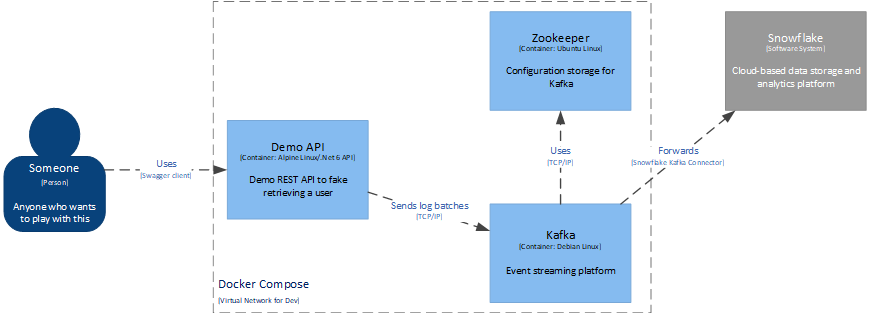 Zookeeper
[Container: Ubuntu Linux]
Configuration storage for
Kafka
Snowflake
[Software System]
Cloud-based data storage and
analytics platform
Demo API
[Container: Alpine Linux/.Net 6 API]
Demo REST API to fake
retrieving a user
Someone
[Person]
Anyone who wants
to play with this
Uses
[Swagger client]
Uses
[TCP/IP]
Forwards
[Snowflake Kafka Connector]
Sends log batches
[TCP/IP]
Kafka
[Container: Debian Linux]
Event streaming platform
Docker Compose
[Virtual Network for Dev]